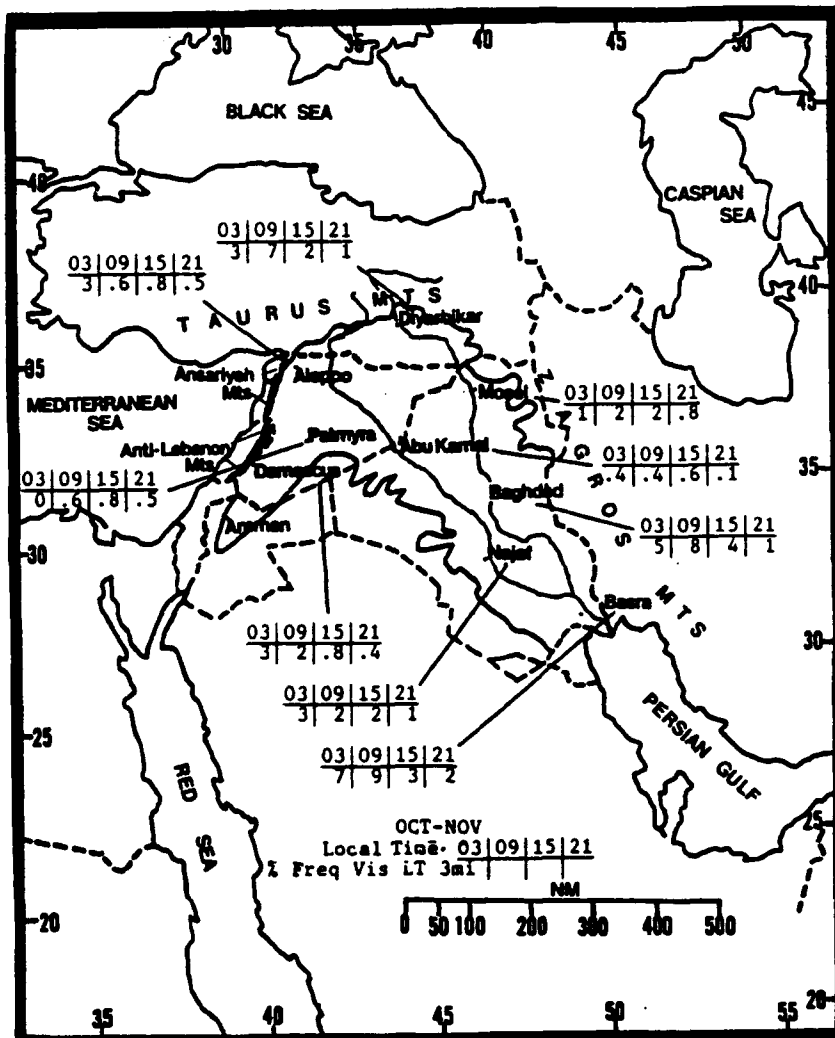 30 35 40 45 50
45
BLACK SEA
CASPIAN
SEA
40
03 09 15 21
3 7 2 1
03 09 15 21
3 .6 .8 .5
40
TAURUS MTS
Diyarbikar
35
Ansariyeh
Mts.
Aleppo
Mosel
03 09 15 21
1 2 2 .8
ZAGROS MTS
MEDITERRANEAN
SEA
Anti-Lebanon
Mts.
Palmyra
Abu Kamal
03 09 15 21
.4 .4 .6 .1
35
Damascus
Baghdad
03 09 15 21
0 .6 .8 .5
03 09 15 21
5 8 4 1
Amman
30
Najaf
Basra
30
03 09 15 21
3 2 .8 .4
03 09 15 21
3 2 2 1
03 09 15 21
7 9 3 2
PERSIAN GULF
25
RED SEA
25
OCT-NOV
Local Time· 03 09 15 21
% Freq Vis LT 3mi
NM
0 50 100 200 300 400 500
20
20
35 40 45 50 55